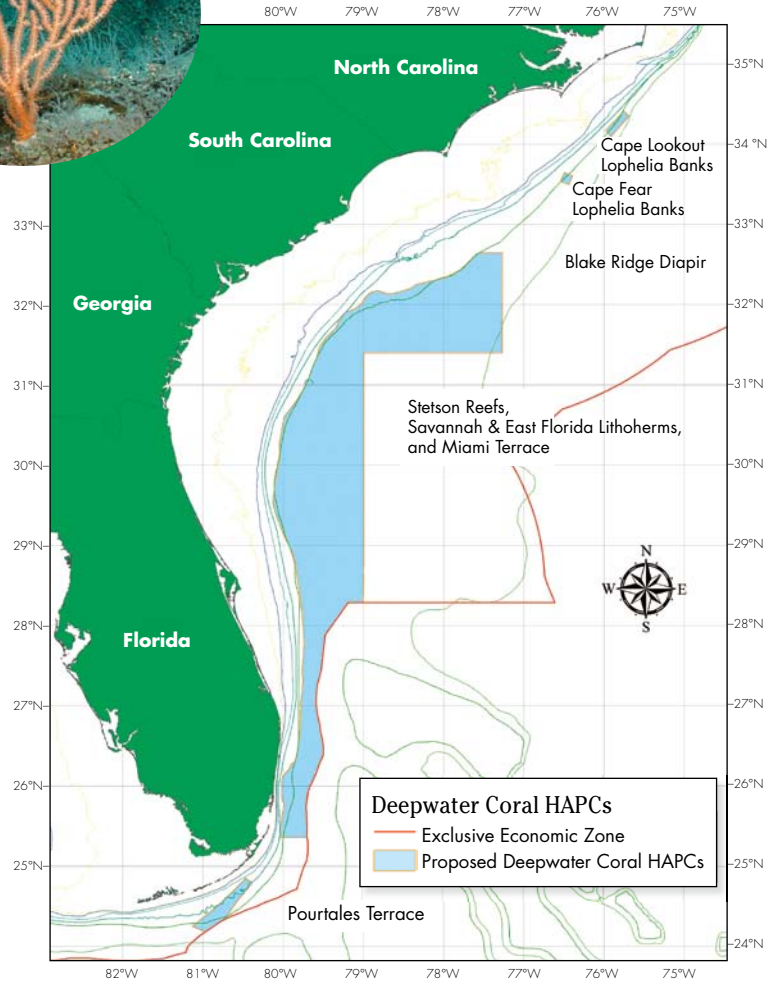 80°W 79°W 78°W 77°W 76°W 75°W
North Carolina
35°N
South Carolina
34 °N
Cape Lookout
Lophelia Banks
Cape Fear
Lophelia Banks
33°N
33°N
Blake Ridge Diapir
Georgia
32°N
32°N
31°N
31°N
Stetson Reefs,
Savannah & East Florida Lithoherms,
and Miami Terrace
30°N
30°N
29°N
29°N
N
W
E
S
28°N
28°N
Florida
27°N
27°N
26°N
26°N
Deepwater Coral HAPCs
Exclusive Economic Zone
Proposed Deepwater Coral HAPCs
25°N
25°N
Pourtales Terrace
24°N
82°W 81°W 80°W 79°W 78°W 77°W 76°W 75°W